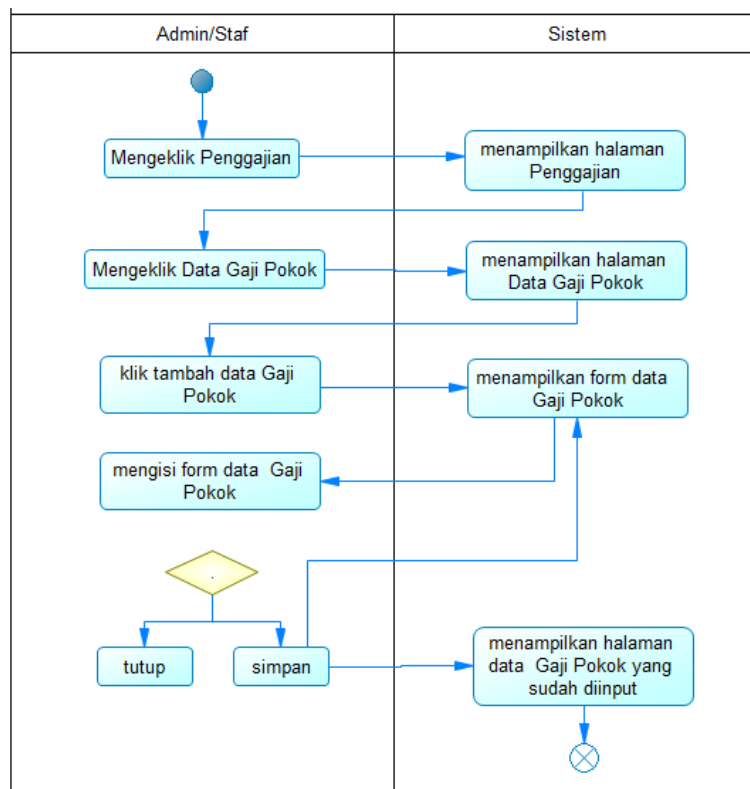 Admin/Staf
Sistem
Mengeklik Penggajian
menampilkan halaman
Penggajian
Mengeklik Data Gaji Pokok
menampilkan halaman
Data Gaji Pokok
klik tambah data Gaji
Pokok
menampilkan form data
Gaji Pokok
mengisi form data  Gaji
Pokok
.
tutup
simpan
menampilkan halaman
data  Gaji Pokok yang
sudah diinput